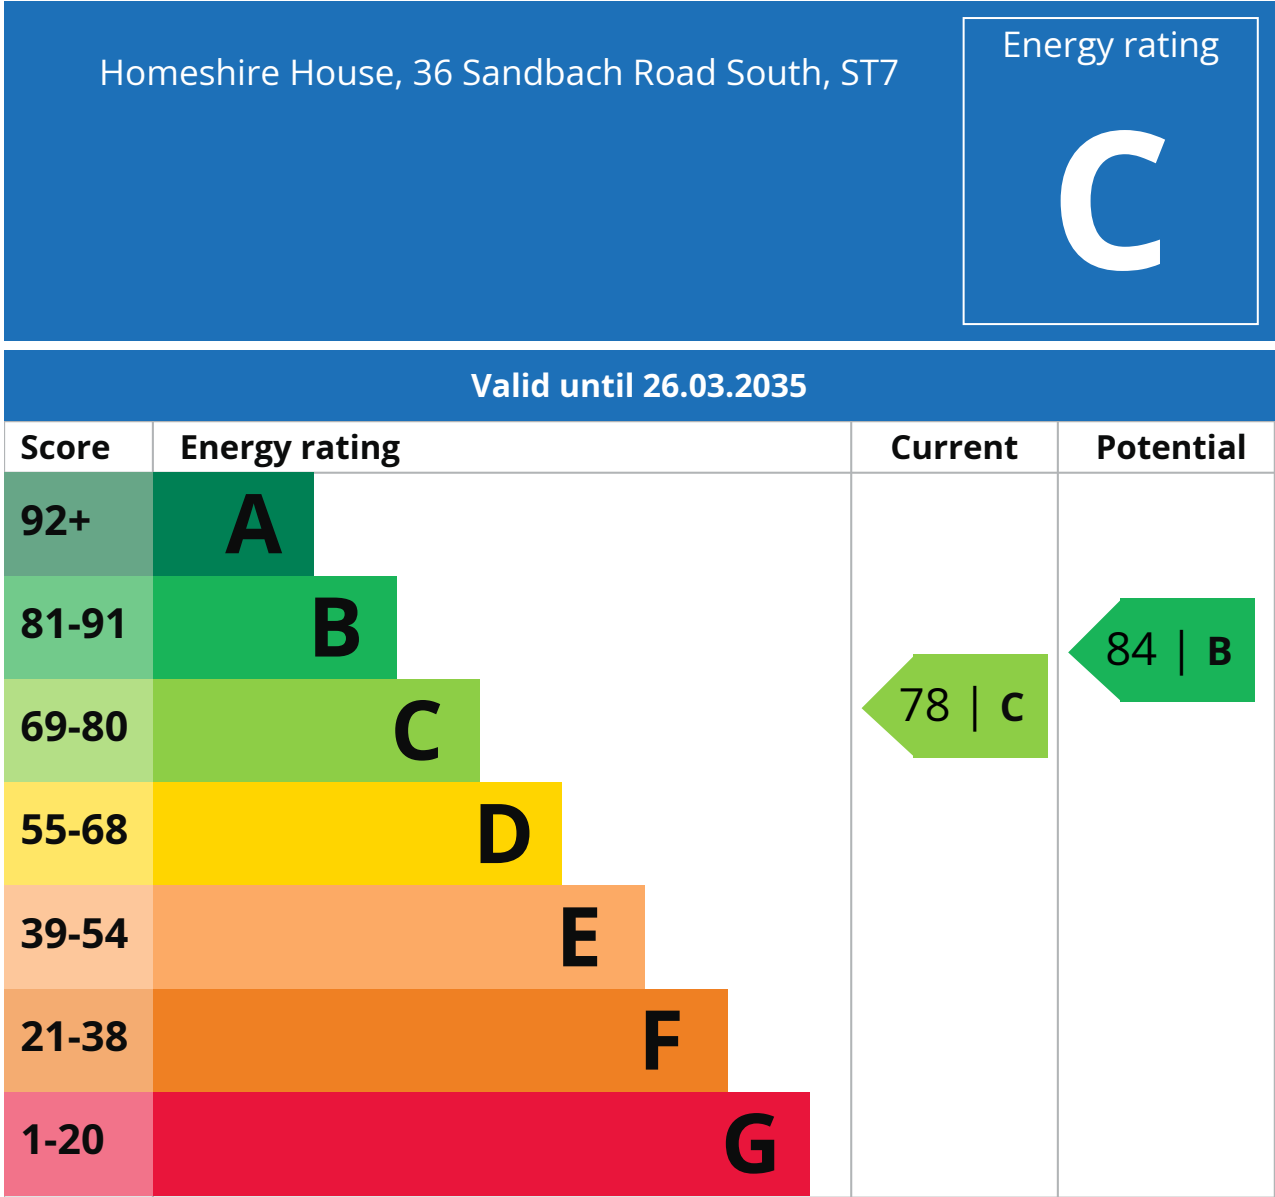 Homeshire House, 36 Sandbach Road South, ST7
Energy rating
C
Valid until 26.03.2035
Score Energy rating Current Potential
92+ A
81-91 B
84 | B
69-80 C
78 | C
55-68 D
39-54 E
21-38 F
1-20 G